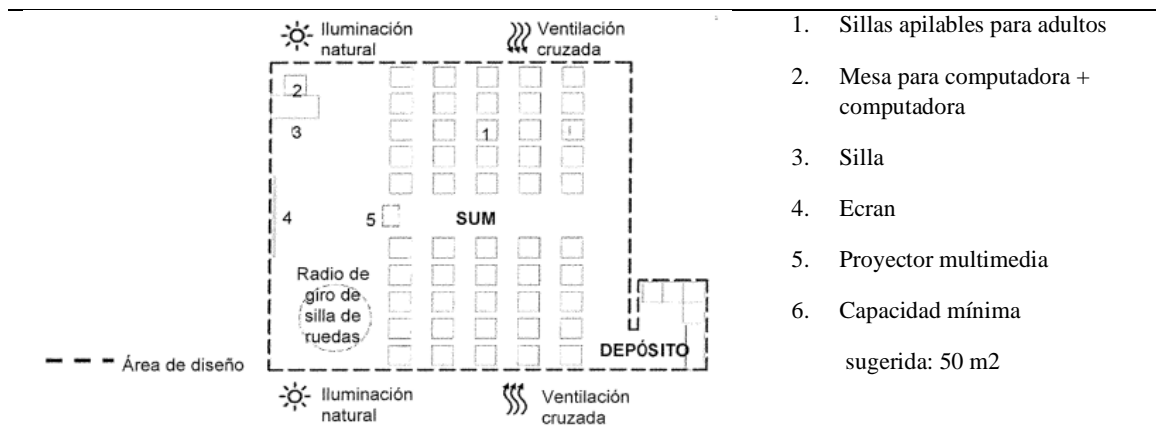 Iluminación
natural
Ventilación
cruzada
2
3
1
1
4
5
SUM
Radio de
giro de
silla de
ruedas
DEPÓSITO
Área de diseño
Iluminación
natural
Ventilación
cruzada
1. Sillas apilables para adultos
2. Mesa para computadora +
computadora
3. Silla
4. Ecran
5. Proyector multimedia
6. Capacidad mínima
sugerida: 50 m2